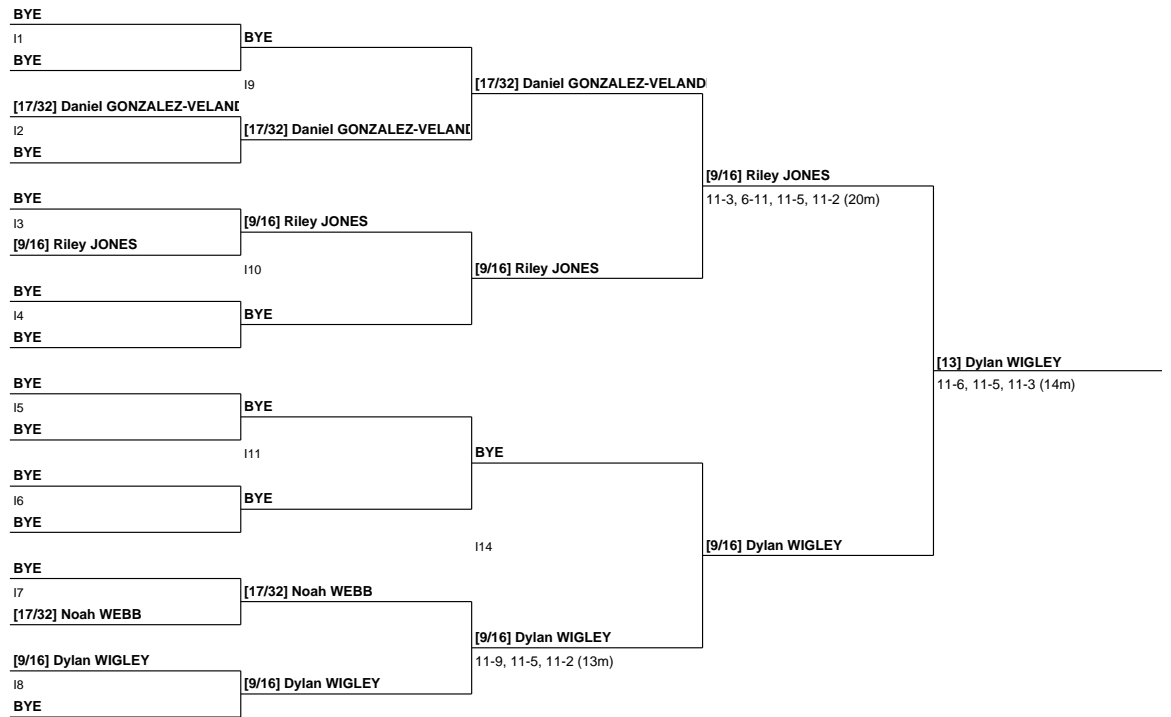 BYE
I1
BYE
[17/32] Daniel GONZALEZ-VELAND
I2
BYE
BYE
I3
[9/16] Riley JONES
BYE
I4
BYE
BYE
I5
BYE
BYE
I6
BYE
BYE
I7
[17/32] Noah WEBB
[9/16] Dylan WIGLEY
I8
BYE
BYE
I9
[17/32] Daniel GONZALEZ-VELAND
[9/16] Riley JONES
I10
BYE
BYE
I11
BYE
[17/32] Noah WEBB
[9/16] Dylan WIGLEY
[17/32] Daniel GONZALEZ-VELAND
[9/16] Riley JONES
BYE
I14
[9/16] Dylan WIGLEY
11-9, 11-5, 11-2 (13m)
[9/16] Riley JONES
11-3, 6-11, 11-5, 11-2 (20m)
[9/16] Dylan WIGLEY
[13] Dylan WIGLEY
11-6, 11-5, 11-3 (14m)